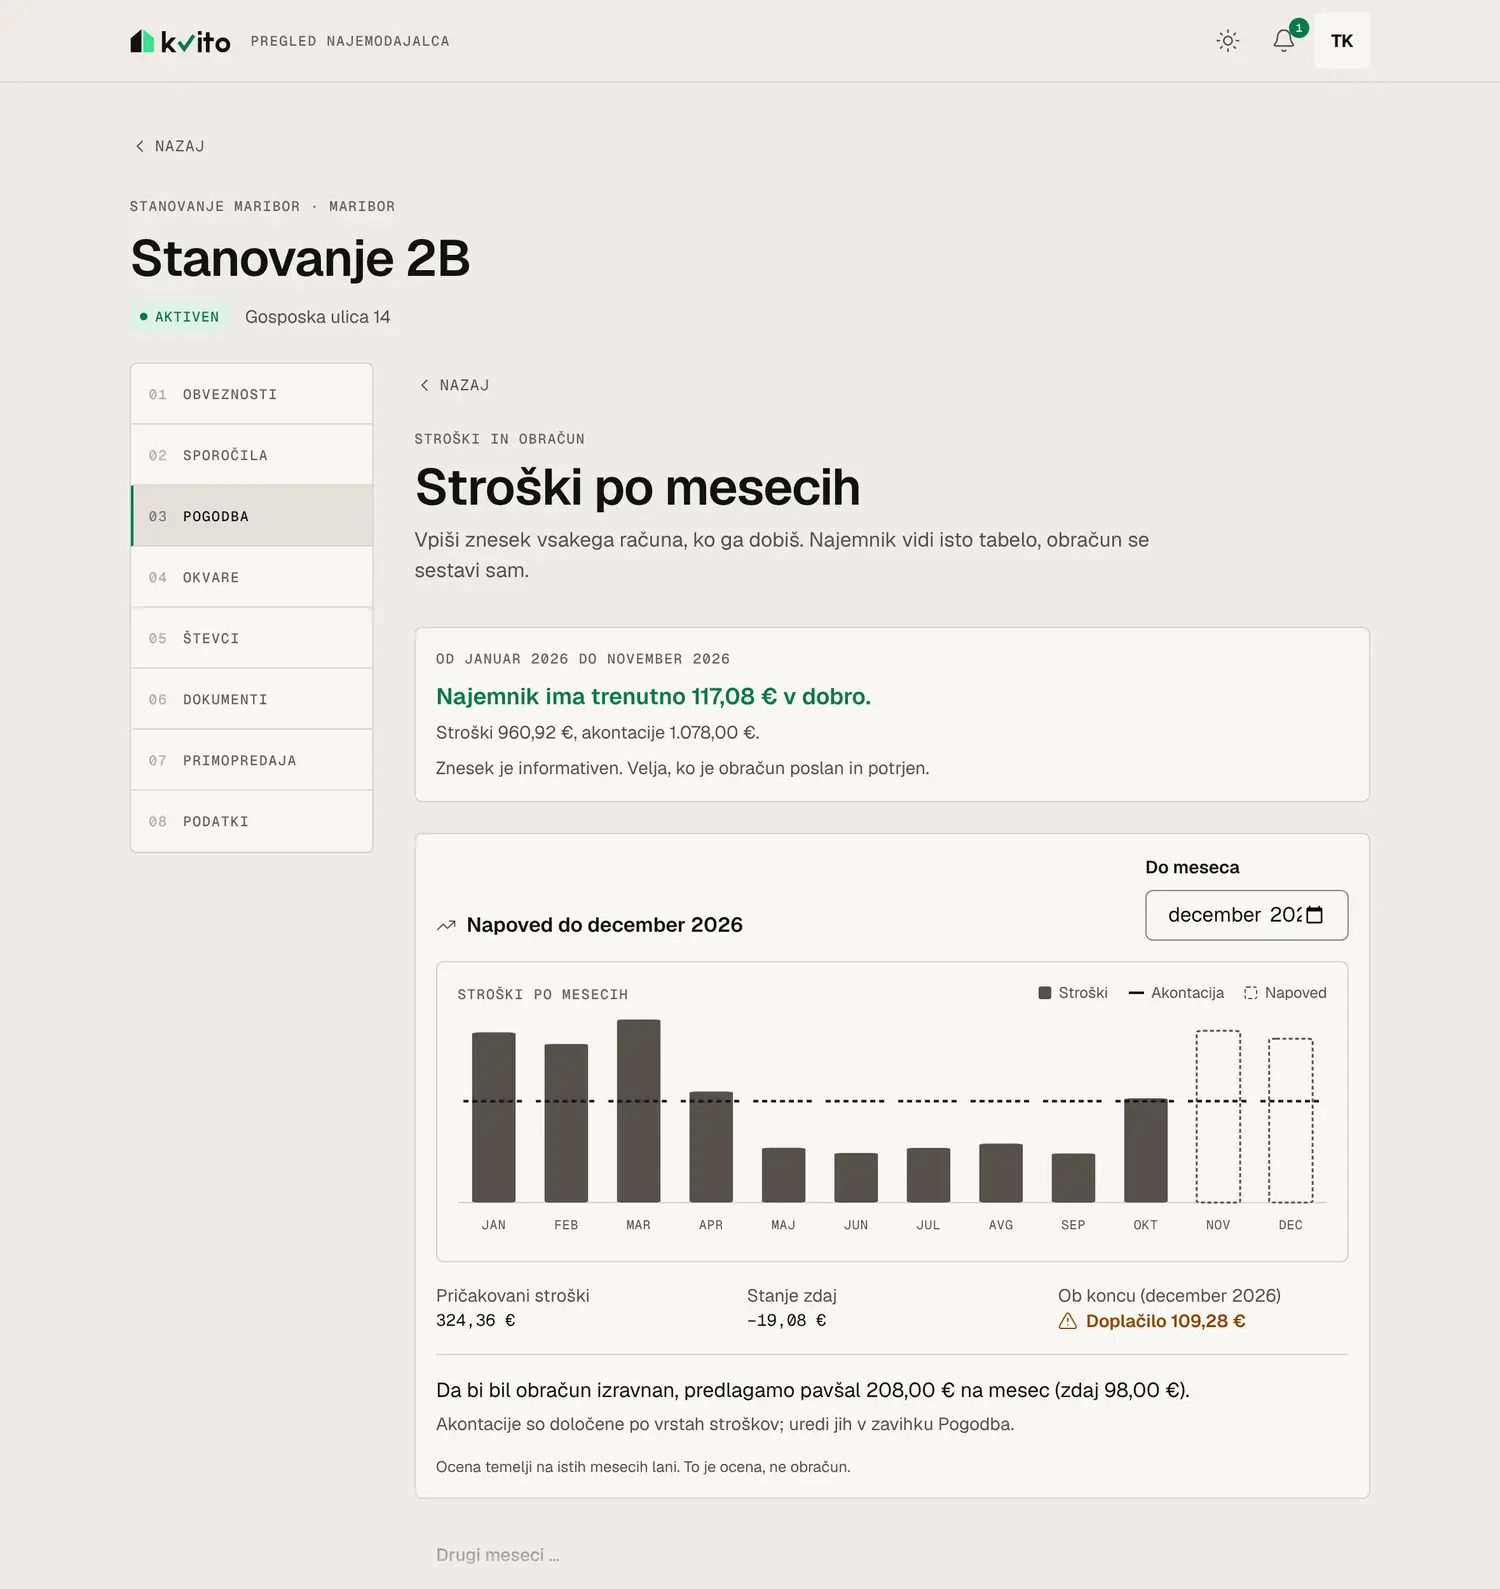 kvito PREGLED NAJEMODAJALCA
1
TK
NAZAJ
STANOVANJE MARIBOR · MARIBOR
Stanovanje 2B
AKTIVEN Gosposka ulica 14
01 OBVEZNOSTI
02 SPOROČILA
03 POGODBA
04 OKVARE
05 ŠTEVCI
06 DOKUMENTI
07 PRIMOPREDAJA
08 PODATKI
NAZAJ
STROŠKI IN OBRAČUN
Stroški po mesecih
Vpiši znesek vsakega računa, ko ga dobiš. Najemnik vidi isto tabelo, obračun se
sestavi sam.
OD JANUAR 2026 DO NOVEMBER 2026
Najemnik ima trenutno 117,08 € v dobro.
Stroški 960,92 €, akontacije 1.078,00 €.
Znesek je informativen. Velja, ko je obračun poslan in potrjen.
Do meseca
Napoved do december 2026
december 202
STROŠKI PO MESECIH
Stroški Akontacija Napoved
JAN FEB MAR APR MAJ JUN JUL AVG SEP OKT NOV DEC
Pričakovani stroški
324,36 €
Stanje zdaj
−19,08 €
Ob koncu (december 2026)
Doplačilo 109,28 €
Da bi bil obračun izravnan, predlagamo pavšal 208,00 € na mesec (zdaj 98,00 €).
Akontacije so določene po vrstah stroškov; uredi jih v zavihku Pogodba.
Ocena temelji na istih mesecih lani. To je ocena, ne obračun.
Drugi meseci …